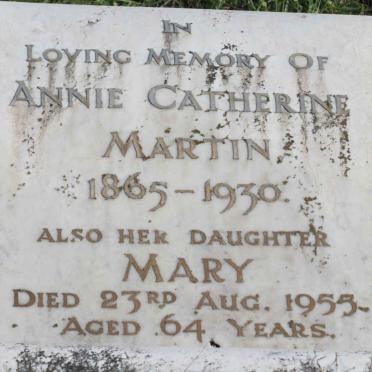 In
Loving Memory Of
Annie Catherine
Martin
1865-1930.
also her daughter
Mary
Died 23rd Aug. 1955.
Aged 64 Years.